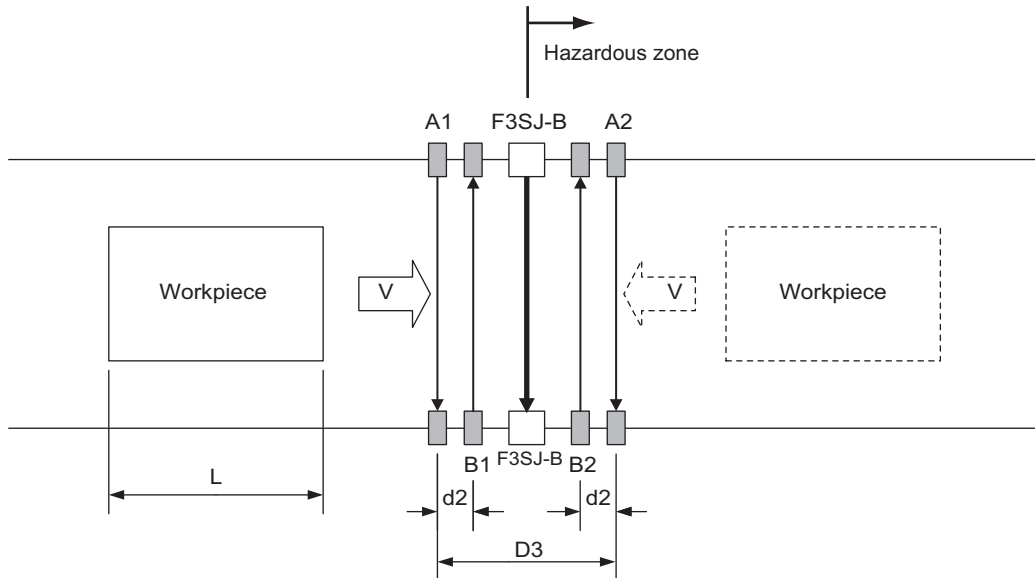 Hazardous zone
A1
F3SJ-B
A2
Workpiece
V
V
Workpiece
B1
F3SJ-B
B2
L
d2
d2
D3